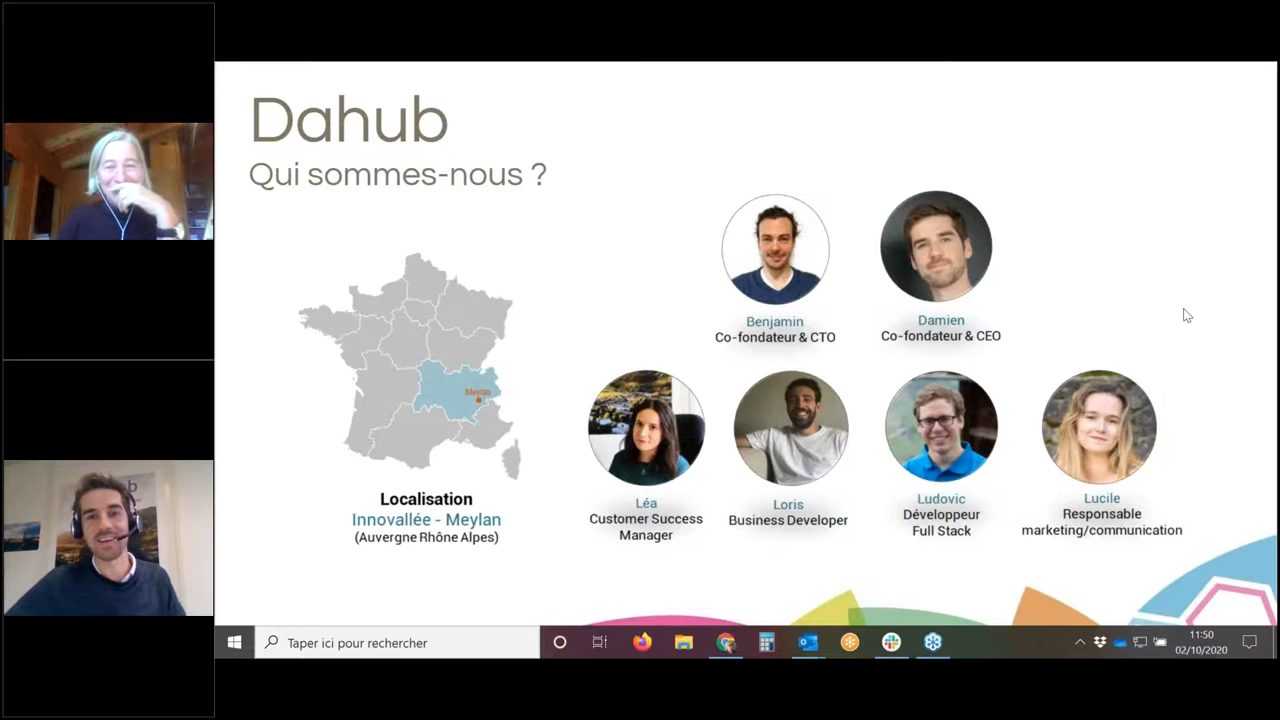 Dahub
Qui sommes-nous ?
Meylan
Localisation
Innovallée - Meylan
(Auvergne Rhône Alpes)
Benjamin
Co-fondateur & CTO
Damien
Co-fondateur & CEO
Léa
Customer Success
Manager
Loris
Business Developer
Ludovic
Développeur
Full Stack
Lucile
Responsable
marketing/communication
Taper ici pour rechercher
11:50
02/10/2020